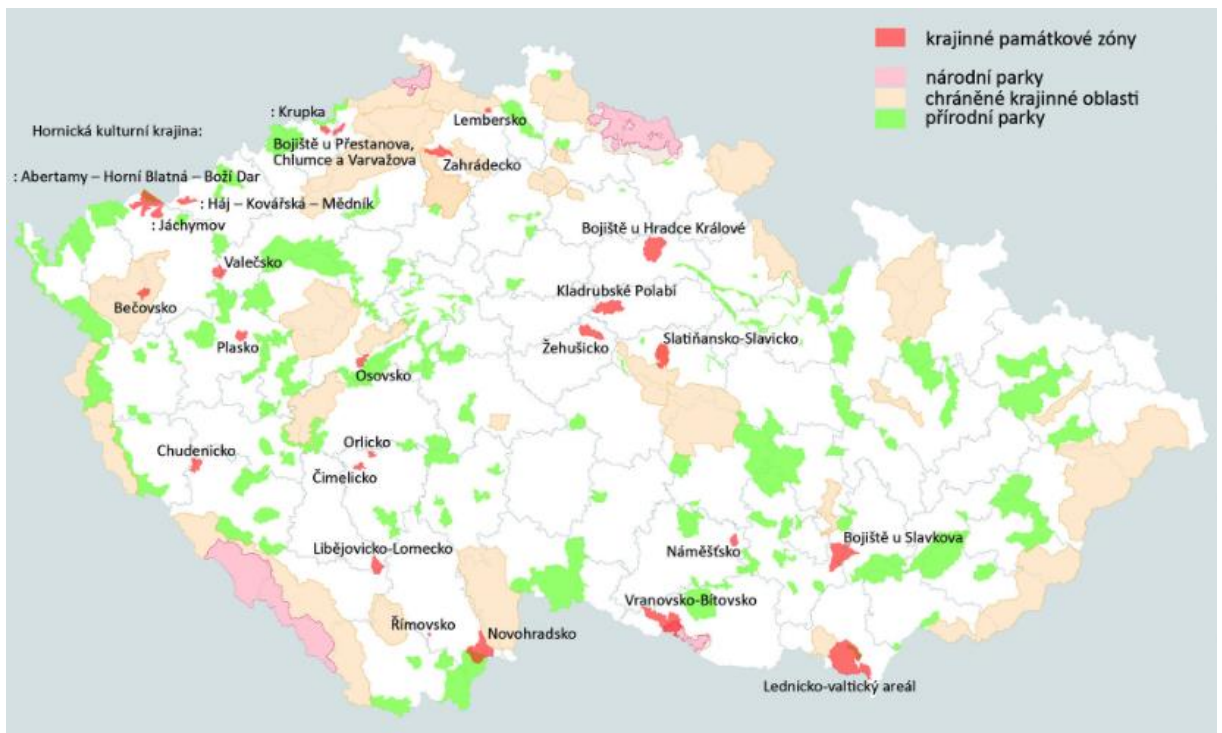 krajinné památkové zóny
národní parky
chráněné krajinné oblasti
přírodní parky
: Krupka
Lembersko
Hornická kulturní krajina:
Bojiště u Přestanova,
Chlumce a Varvažova
Zahrádecko
: Abertamy – Horní Blatná – Boží Dar
: Háj – Kovářská – Mědník
: Jáchymov
Bojiště u Hradce Králové
Valečsko
Kladrubské Polabí
Bečovsko
Plasko
Žehušicko
Slatiňansko-Slavicko
Osovsko
Orlicko
Chudenicko
Čimelicko
Bojiště u Slavkova
Libějovicko-Lomecko
Náměšťsko
Vranovsko-Bítovsko
Římovsko
Novohradsko
Lednicko-valtický areál